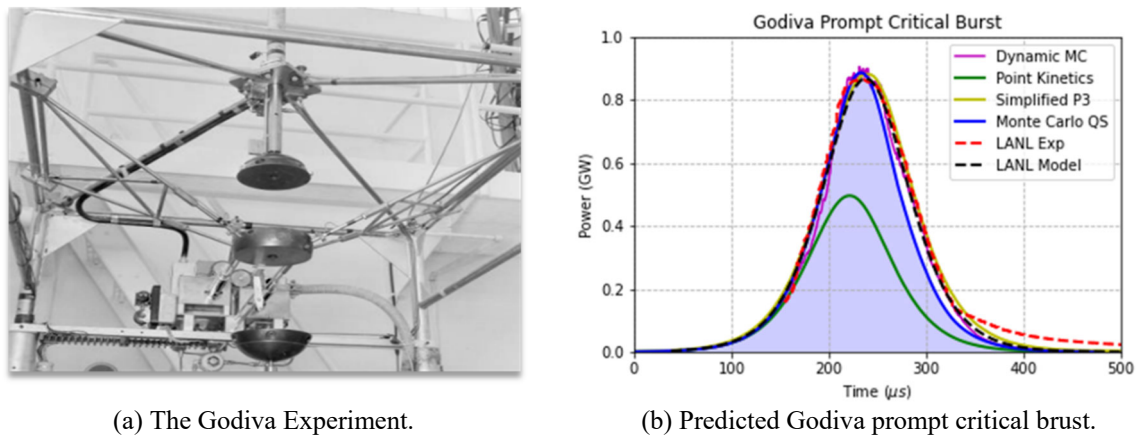 Godiva Prompt Critical Burst
Power (GW)
1.0
0.8
0.6
0.4
0.2
0.0
Dynamic MC
Point Kinetics
Simplified P3
Monte Carlo QS
LANL Exp
LANL Model
0 100 200 300 400 500
Time (μs)
(a) The Godiva Experiment.
(b) Predicted Godiva prompt critical brust.